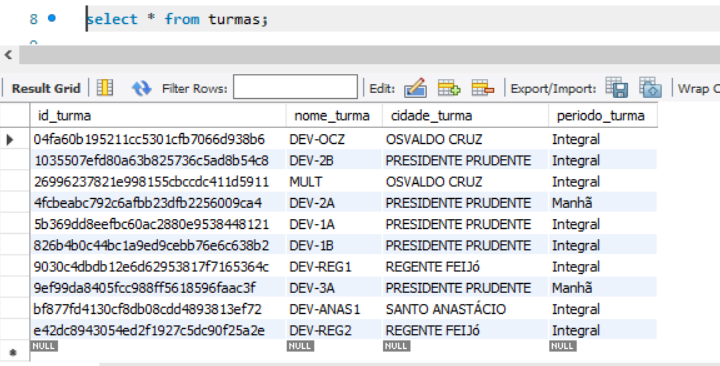 8 select * from turmas;
Result Grid Filter Rows: Edit: Export/Import: Wrap C
id_turma nome_turma cidade_turma periodo_turma
04fa60b195211cc5301cfb7066d938b6 DEV-OCZ OSVALDO CRUZ Integral
1035507efd80a63b825736c5ad8b54c8 DEV-2B PRESIDENTE PRUDENTE Integral
26996237821e998155cbccdc411d5911 MULT OSVALDO CRUZ Integral
4fcbeabc792c6afbb23dfb2256009ca4 DEV-2A PRESIDENTE PRUDENTE Manhã
5b369dd8eefbc60ac2880e9538448121 DEV-1A PRESIDENTE PRUDENTE Integral
826b4b0c44bc1a9ed9cebb76e6c638b2 DEV-1B PRESIDENTE PRUDENTE Integral
9030c4dbdb12e6d62953817f7165364c DEV-REG1 REGENTE FEIJó Integral
9ef99da8405fcc988ff5618596faac3f DEV-3A PRESIDENTE PRUDENTE Manhã
bf877fd4130cf8db08cdd4893813ef72 DEV-ANAS1 SANTO ANASTÁCIO Integral
e42dc8943054ed2f1927c5dc90f25a2e DEV-REG2 REGENTE FEIJó Integral
NULL NULL NULL NULL